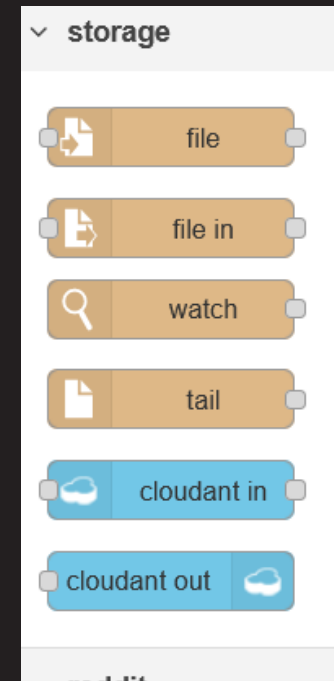 storage
file
file in
watch
tail
cloudant in
cloudant out